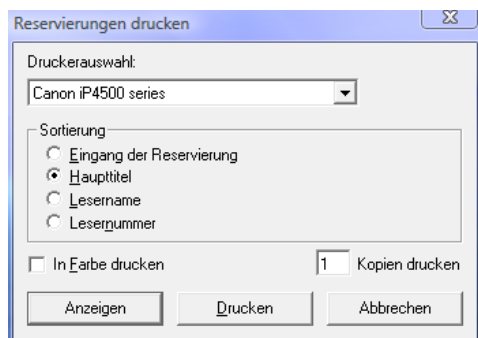 Reservierungen drucken
Druckerauswahl:
Canon iP4500 series
Sortierung
Eingang der Reservierung
Haupttitel
Lesername
Lesernummer
In Farbe drucken
1 Kopien drucken
Anzeigen
Drucken
Abbrechen